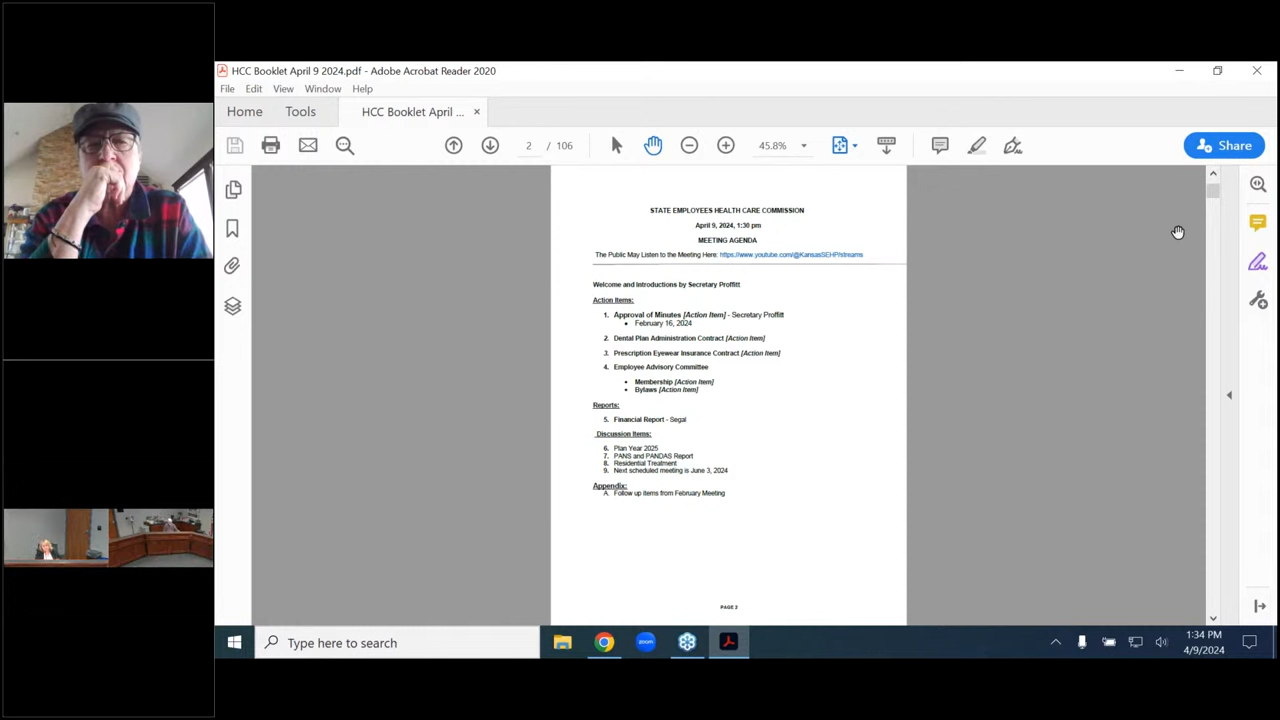 HCC Booklet April 9 2024.pdf - Adobe Acrobat Reader 2020
File Edit View Window Help
Home Tools HCC Booklet April ... ×
2 / 106 45.8% Share
STATE EMPLOYEES HEALTH CARE COMMISSION
April 9, 2024, 1:30 pm
MEETING AGENDA
The Public May Listen to the Meeting Here: https://www.youtube.com/@KansasSEHP/streams
Welcome and Introductions by Secretary Proffitt
Action Items:
1. Approval of Minutes [Action Item] - Secretary Proffitt
• February 16, 2024
2. Dental Plan Administration Contract [Action Item]
3. Prescription Eyewear Insurance Contract [Action Item]
4. Employee Advisory Committee
• Membership [Action Item]
• Bylaws [Action Item]
Reports:
5. Financial Report - Segal
Discussion Items:
6. Plan Year 2025
7. PANS and PANDAS Report
8. Residential Treatment
9. Next scheduled meeting is June 3, 2024
Appendix:
A. Follow up items from February Meeting
PAGE 2
Type here to search zoom 1:34 PM
4/9/2024